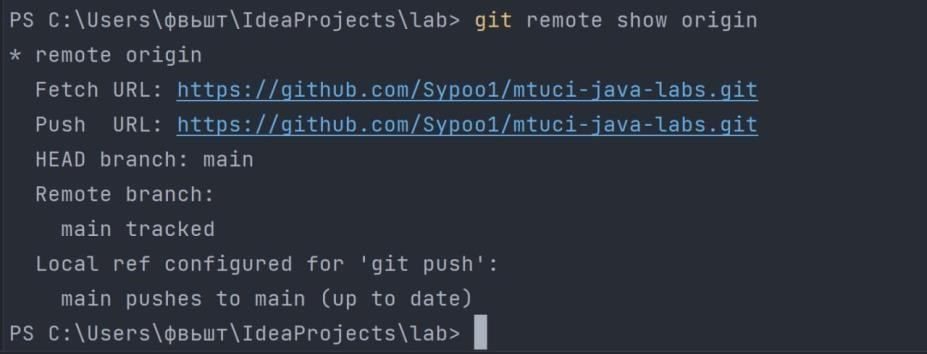 PS C:\Users\фвьшт\IdeaProjects\lab> git remote show origin
* remote origin
  Fetch URL: https://github.com/Sypoo1/mtuci-java-labs.git
  Push  URL: https://github.com/Sypoo1/mtuci-java-labs.git
  HEAD branch: main
  Remote branch:
    main tracked
  Local ref configured for 'git push':
    main pushes to main (up to date)
PS C:\Users\фвьшт\IdeaProjects\lab>